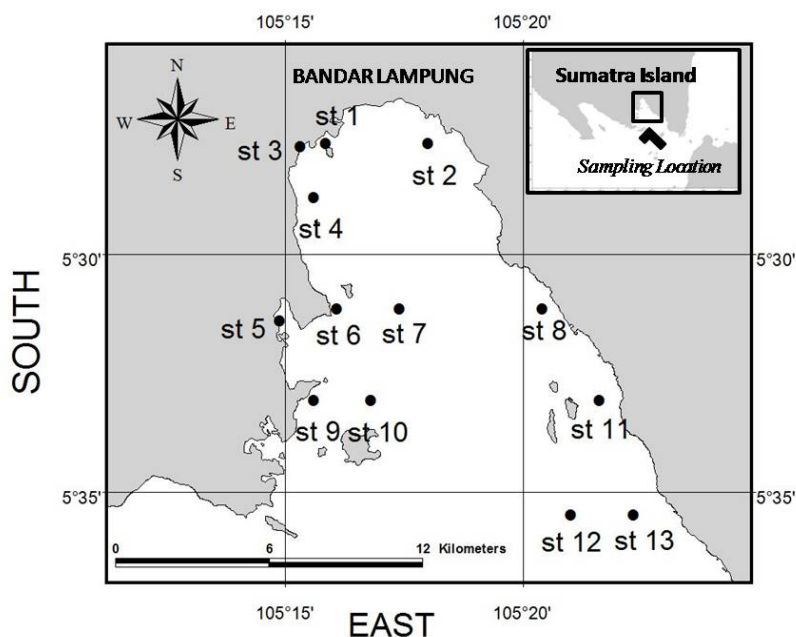 105°15'
105°20'
BANDAR LAMPUNG
Sumatra Island
Sampling Location
N
W
E
S
st 1
st 3
st 2
st 4
5°30'
5°30'
st 5
st 6
st 7
st 8
SOUTH
st 9
st 10
st 11
5°35'
5°35'
st 12
st 13
0
6
12 Kilometers
105°15'
105°20'
EAST